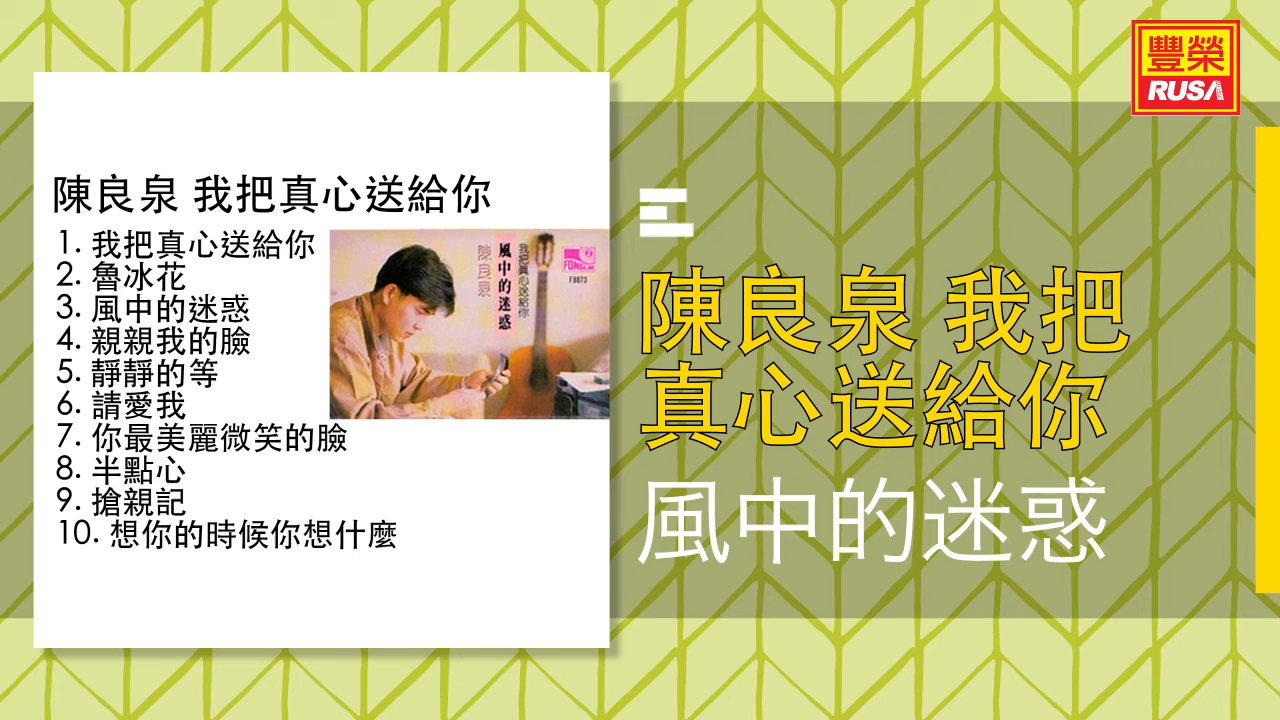 豐榮
RUSA
陳良泉 我把真心送給你
1. 我把真心送給你
2. 魯冰花
3. 風中的迷惑
4. 親親我的臉
5. 靜靜的等
6. 請愛我
7. 你最美麗微笑的臉
8. 半點心
9. 搶親記
10. 想你的時候你想什麼
陳良泉
風中的迷惑
我把真心送給你
F8873
陳良泉 我把
真心送給你
風中的迷惑